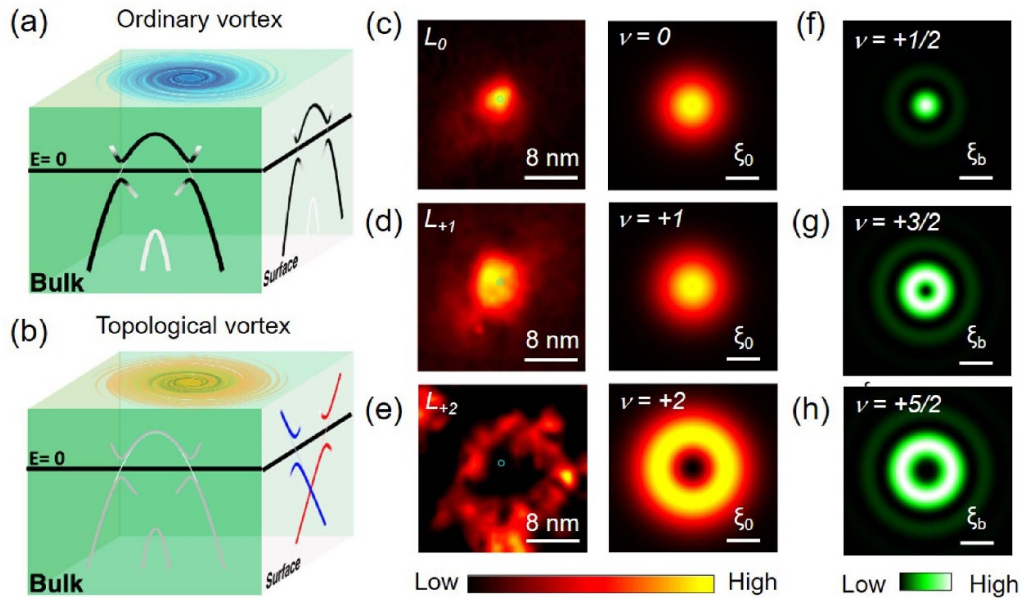 (a)
Ordinary vortex
E= 0
Bulk
Surface
(b)
Topological vortex
E= 0
Bulk
Surface
(c)
L0
8 nm
ν = 0
ξ0
(d)
L+1
8 nm
ν = +1
ξ0
(e)
L+2
8 nm
ν = +2
ξ0
Low
High
(f)
ν = +1/2
ξb
(g)
ν = +3/2
ξb
(h)
ν = +5/2
ξb
Low
High